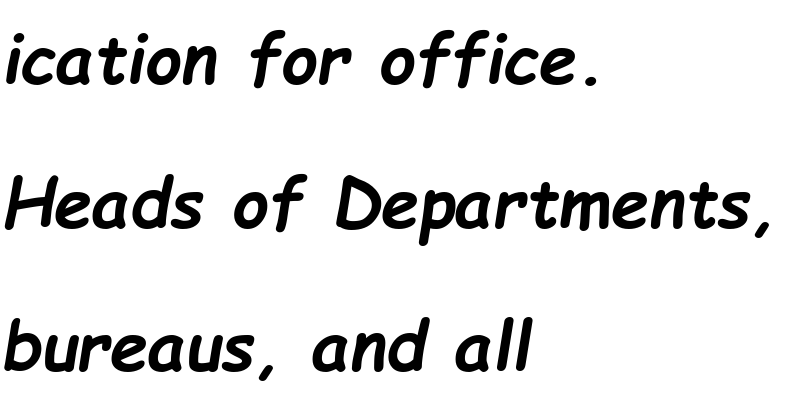 ication for office.
Heads of Departments,
bureaus, and all